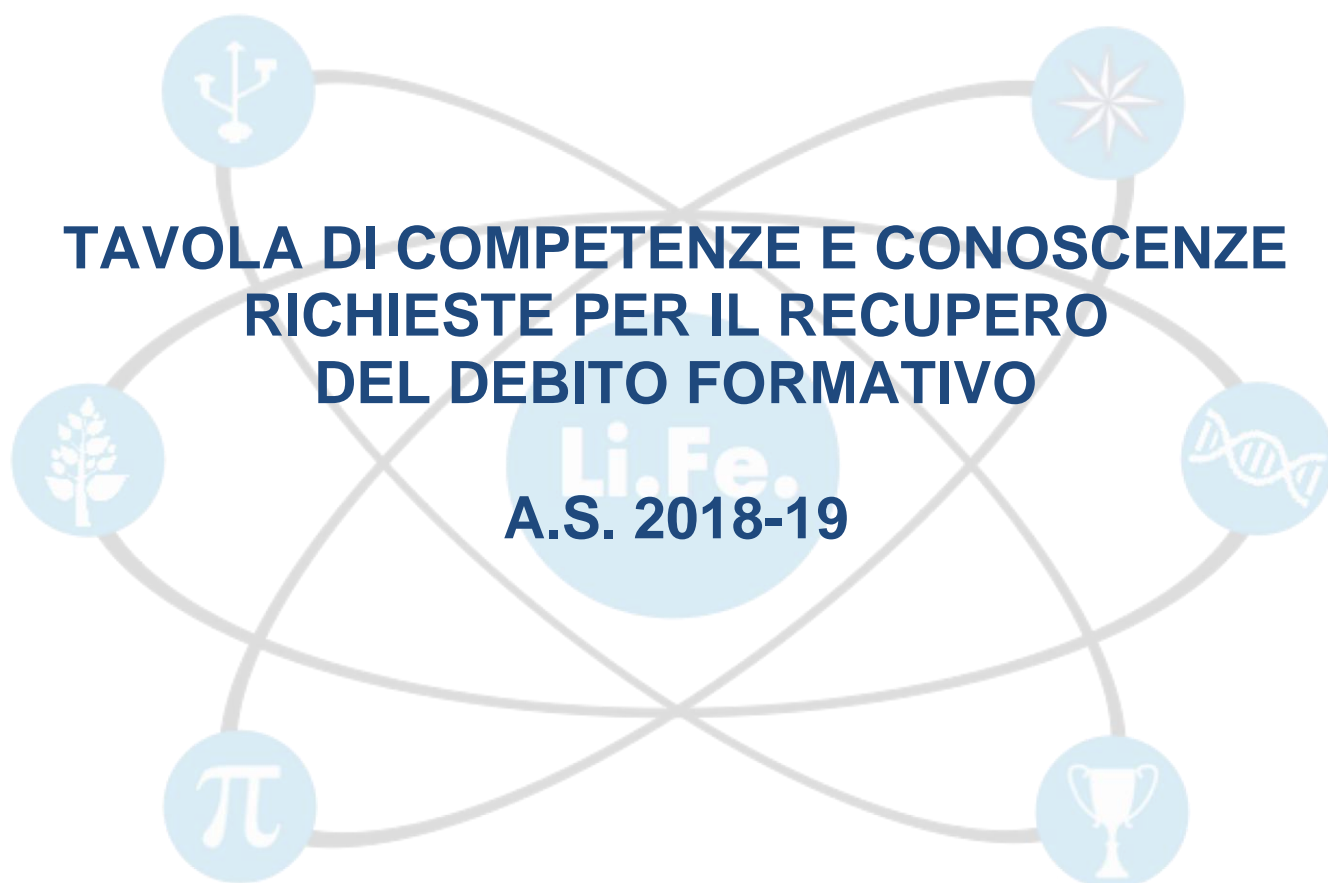 TAVOLA DI COMPETENZE E CONOSCENZE
RICHIESTE PER IL RECUPERO
DEL DEBITO FORMATIVO
Li.Fe.
A.S. 2018-19
π